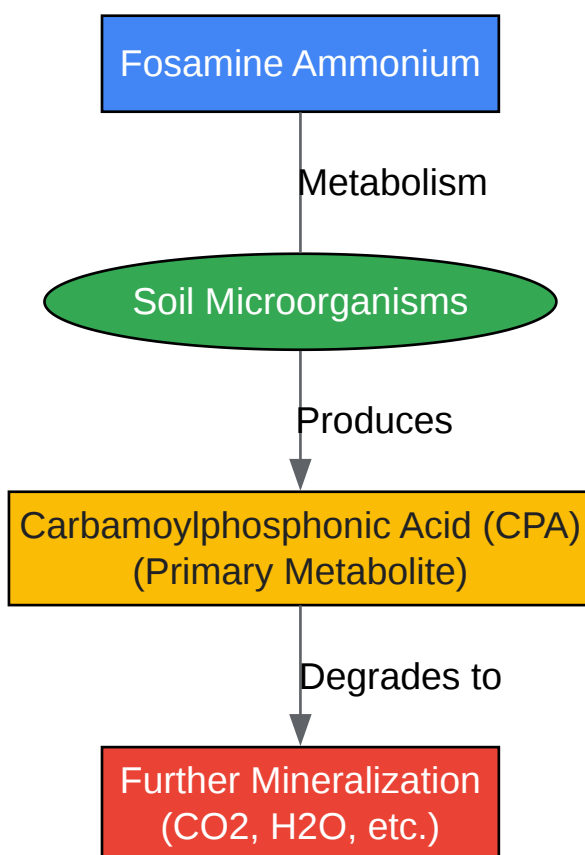 Fosamine Ammonium
Metabolism
Soil Microorganisms
Produces
Carbamoylphosphonic Acid (CPA)
(Primary Metabolite)
Degrades to
Further Mineralization
(CO2, H2O, etc.)